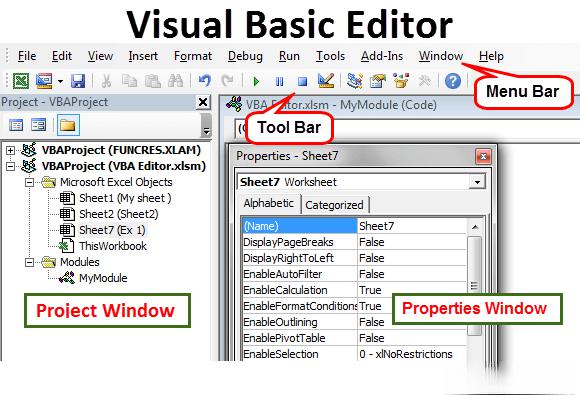 Visual Basic Editor
File Edit View Insert Format Debug Run Tools Add-Ins Window Help
Menu Bar
Project - VBAProject
VBA Editor.xlsm - MyModule (Code)
Tool Bar
VBAProject (FUNCRES.XLAM)
VBAProject (VBA Editor.xlsm)
Microsoft Excel Objects
Sheet1 (My sheet )
Sheet2 (Sheet2)
Sheet7 (Ex 1)
ThisWorkbook
Modules
MyModule
Project Window
Properties - Sheet7
Sheet7 Worksheet
Alphabetic Categorized
(Name) Sheet7
DisplayPageBreaks False
DisplayRightToLeft False
EnableAutoFilter False
EnableCalculation True
EnableFormatConditions True
EnableOutlining False
EnablePivotTable False
EnableSelection 0 - xlNoRestrictions
Properties Window